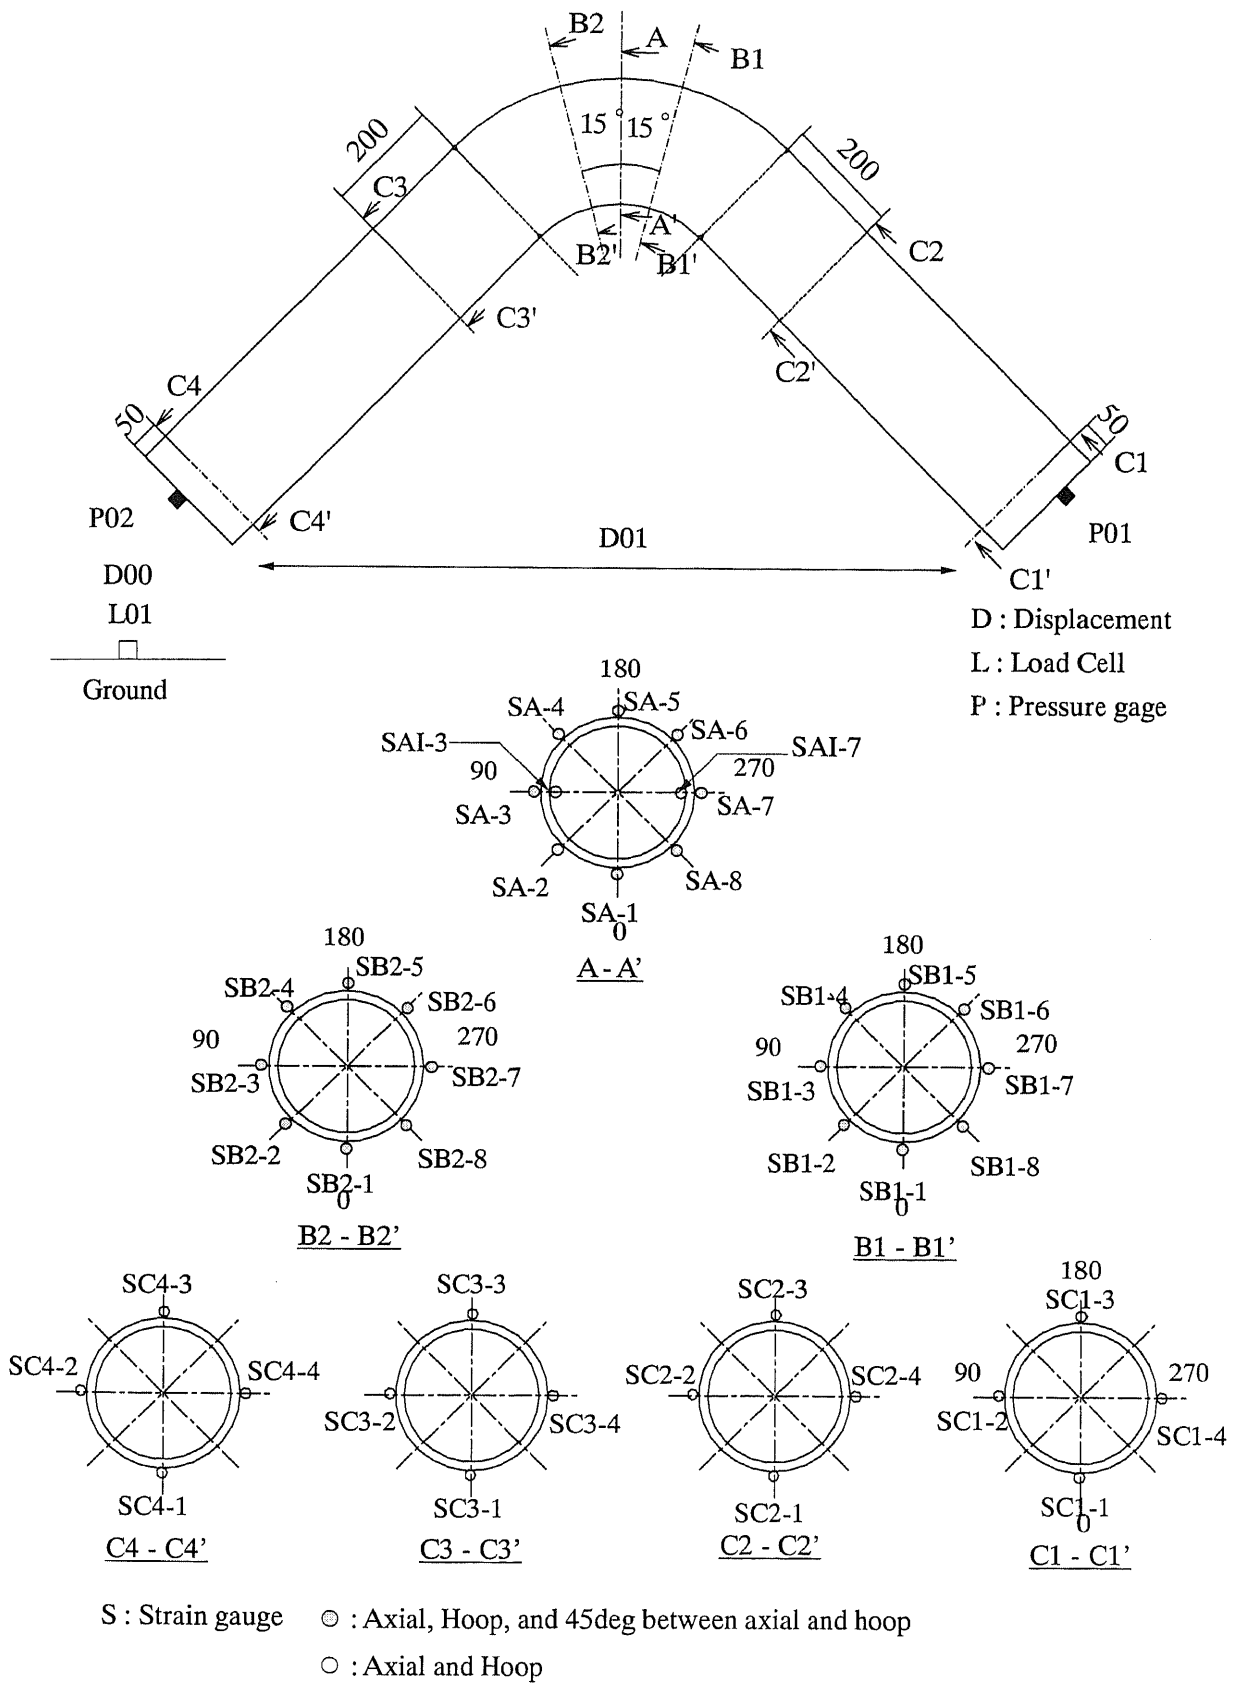 B2
A
B1
15° 15°
200
200
C3
C2
A'
B2'
B1'
C3'
C2'
C4
50
50
C1
C4'
P02
D01
P01
D00
C1'
L01
D : Displacement
Ground
L : Load Cell
P : Pressure gage
180
SA-4
SA-5
SA-6
SAI-3
SAI-7
90
270
SA-3
SA-7
SA-2
SA-8
SA-1
0
A - A'
180
SB2-5
SB2-4
SB2-6
90
270
SB2-3
SB2-7
SB2-2
SB2-8
SB2-1
0
B2 - B2'
180
SB1-5
SB1-4
SB1-6
90
270
SB1-3
SB1-7
SB1-2
SB1-8
SB1-1
0
B1 - B1'
SC4-3
SC4-2
SC4-4
SC4-1
C4 - C4'
SC3-3
SC3-2
SC3-4
SC3-1
C3 - C3'
SC2-3
SC2-2
SC2-4
SC2-1
C2 - C2'
180
SC1-3
90
270
SC1-2
SC1-4
SC1-1
0
C1 - C1'
S : Strain gauge
: Axial, Hoop, and 45deg between axial and hoop
: Axial and Hoop